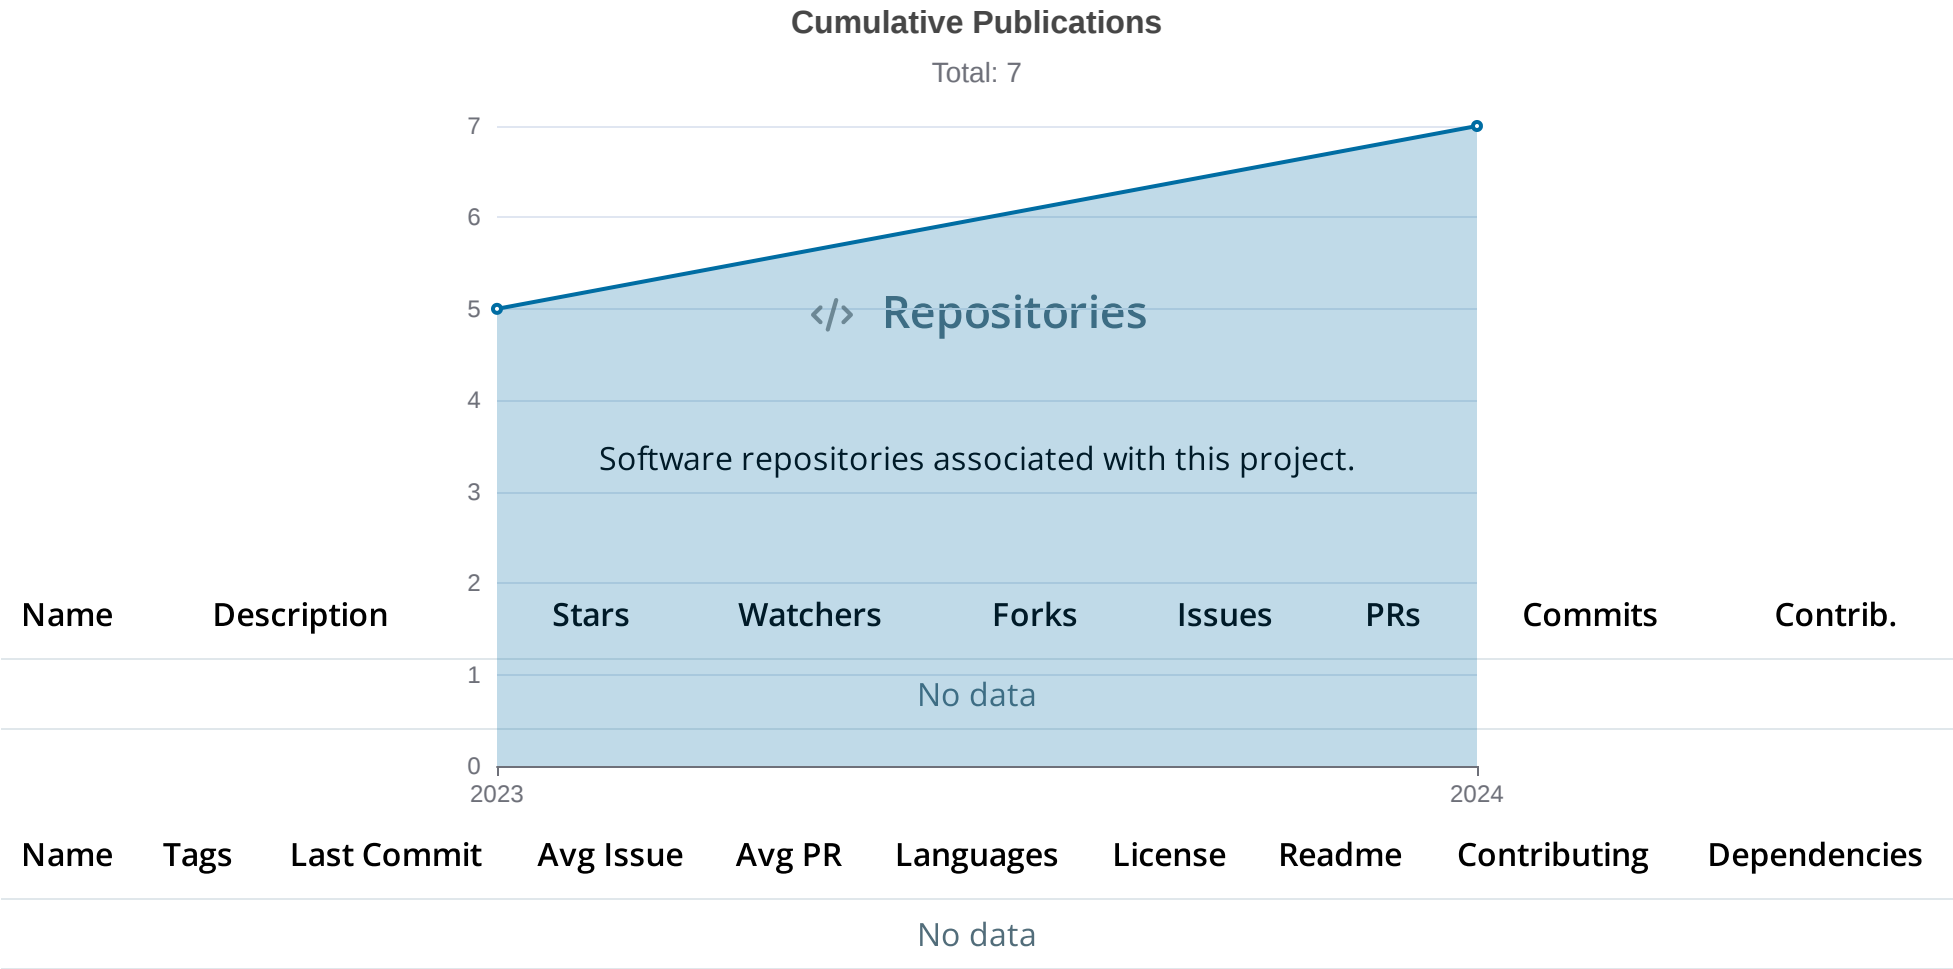 Cumulative Publications
Total: 7
7
6
5
</> Repositories
4
Software repositories associated with this project.
3
2
Name Description Stars Watchers Forks Issues PRs Commits Contrib.
1
No data
0
2023 2024
Name Tags Last Commit Avg Issue Avg PR Languages License Readme Contributing Dependencies
No data